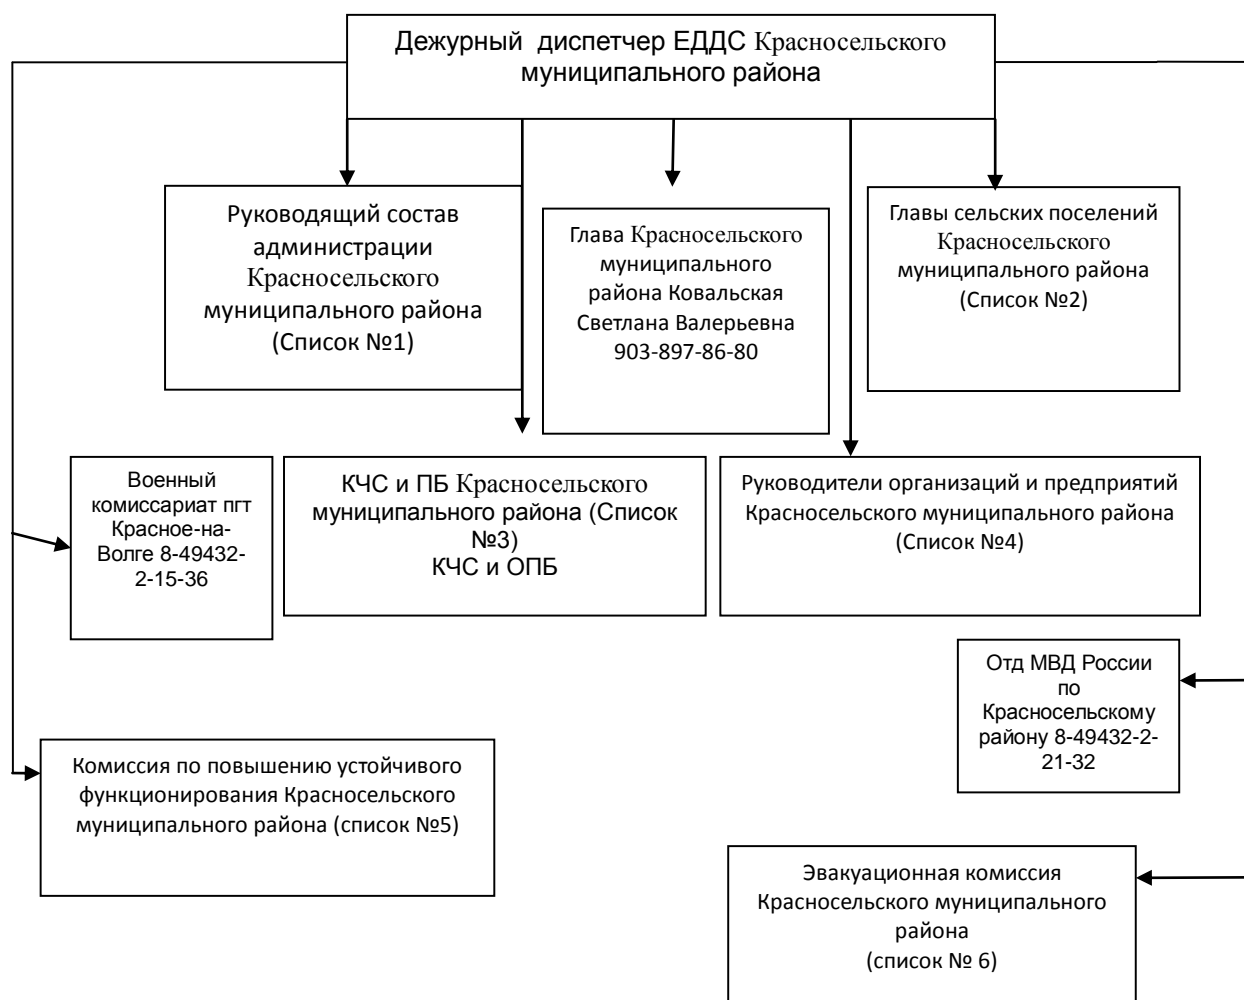 Дежурный диспетчер ЕДДС Красносельского
муниципального района
Руководящий состав
администрации
Красносельского
муниципального района
(Список №1)
Глава Красносельского
муниципального
района Ковальская
Светлана Валерьевна
903-897-86-80
Главы сельских поселений
Красносельского
муниципального района
(Список №2)
Военный
комиссариат пгт
Красное-на-
Волге 8-49432-
2-15-36
КЧС и ПБ Красносельского
муниципального района (Список
№3)
КЧС и ОПБ
Руководители организаций и предприятий
Красносельского муниципального района
(Список №4)
Отд МВД России
по
Красносельскому
району 8-49432-2-
21-32
Комиссия по повышению устойчивого
функционирования Красносельского
муниципального района (список №5)
Эвакуационная комиссия
Красносельского муниципального
района
(список № 6)